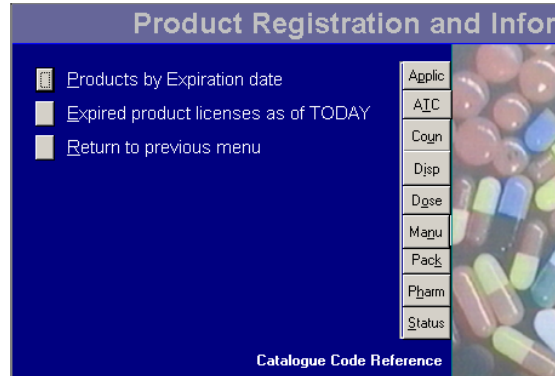 Product Registration and Infor
Products by Expiration date
Expired product licenses as of TODAY
Return to previous menu
Applic
ATC
Coun
Disp
Dose
Manu
Pack
Pharm
Status
Catalogue Code Reference